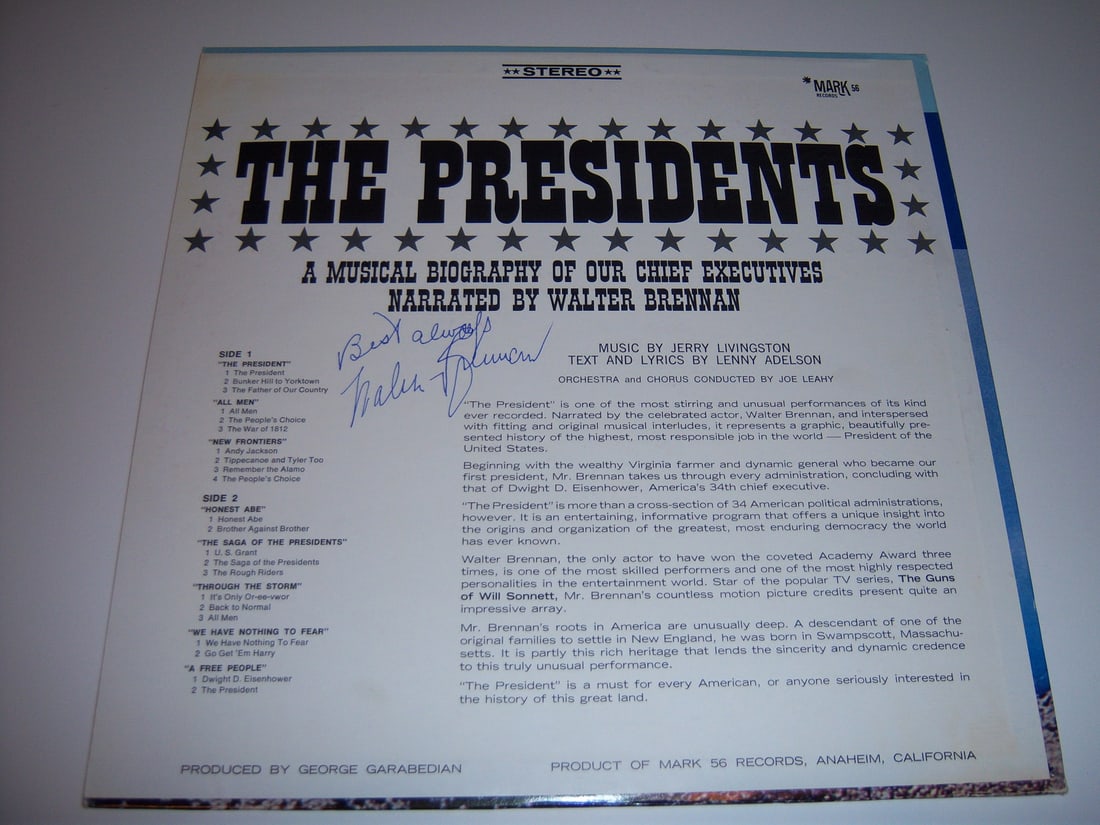 ★★ STEREO ★★
* MARK 56
RECORDS
THE PRESIDENTS
A MUSICAL BIOGRAPHY OF OUR CHIEF EXECUTIVES
NARRATED BY WALTER BRENNAN
Best always
Walter Brennan
SIDE 1
"THE PRESIDENT"
1 The President
2 Bunker Hill to Yorktown
3 The Father of Our Country
"ALL MEN"
1 All Men
2 The People's Choice
3 The War of 1812
"NEW FRONTIERS"
1 Andy Jackson
2 Tippecanoe and Tyler Too
3 Remember the Alamo
4 The People's Choice
SIDE 2
"HONEST ABE"
1 Honest Abe
2 Brother Against Brother
"THE SAGA OF THE PRESIDENTS"
1 U. S. Grant
2 The Saga of the Presidents
3 The Rough Riders
"THROUGH THE STORM"
1 It's Only Or-ee-vwor
2 Back to Normal
3 All Men
"WE HAVE NOTHING TO FEAR"
1 We Have Nothing To Fear
2 Go Get 'Em Harry
"A FREE PEOPLE"
1 Dwight D. Eisenhower
2 The President
MUSIC BY JERRY LIVINGSTON
TEXT AND LYRICS BY LENNY ADELSON
ORCHESTRA and CHORUS CONDUCTED BY JOE LEAHY
"The President" is one of the most stirring and unusual performances of its kind
ever recorded. Narrated by the celebrated actor, Walter Brennan, and interspersed
with fitting and original musical interludes, it represents a graphic, beautifully pre-
sented history of the highest, most responsible job in the world — President of the
United States.
Beginning with the wealthy Virginia farmer and dynamic general who became our
first president, Mr. Brennan takes us through every administration, concluding with
that of Dwight D. Eisenhower, America's 34th chief executive.
"The President" is more than a cross-section of 34 American political administrations,
however. It is an entertaining, informative program that offers a unique insight into
the origins and organization of the greatest, most enduring democracy the world
has ever known.
Walter Brennan, the only actor to have won the coveted Academy Award three
times, is one of the most skilled performers and one of the most highly respected
personalities in the entertainment world. Star of the popular TV series, The Guns
of Will Sonnett, Mr. Brennan's countless motion picture credits present quite an
impressive array.
Mr. Brennan's roots in America are unusually deep. A descendant of one of the
original families to settle in New England, he was born in Swampscott, Massachu-
setts. It is partly this rich heritage that lends the sincerity and dynamic credence
to this truly unusual performance.
"The President" is a must for every American, or anyone seriously interested in
the history of this great land.
PRODUCED BY GEORGE GARABEDIAN
PRODUCT OF MARK 56 RECORDS, ANAHEIM, CALIFORNIA